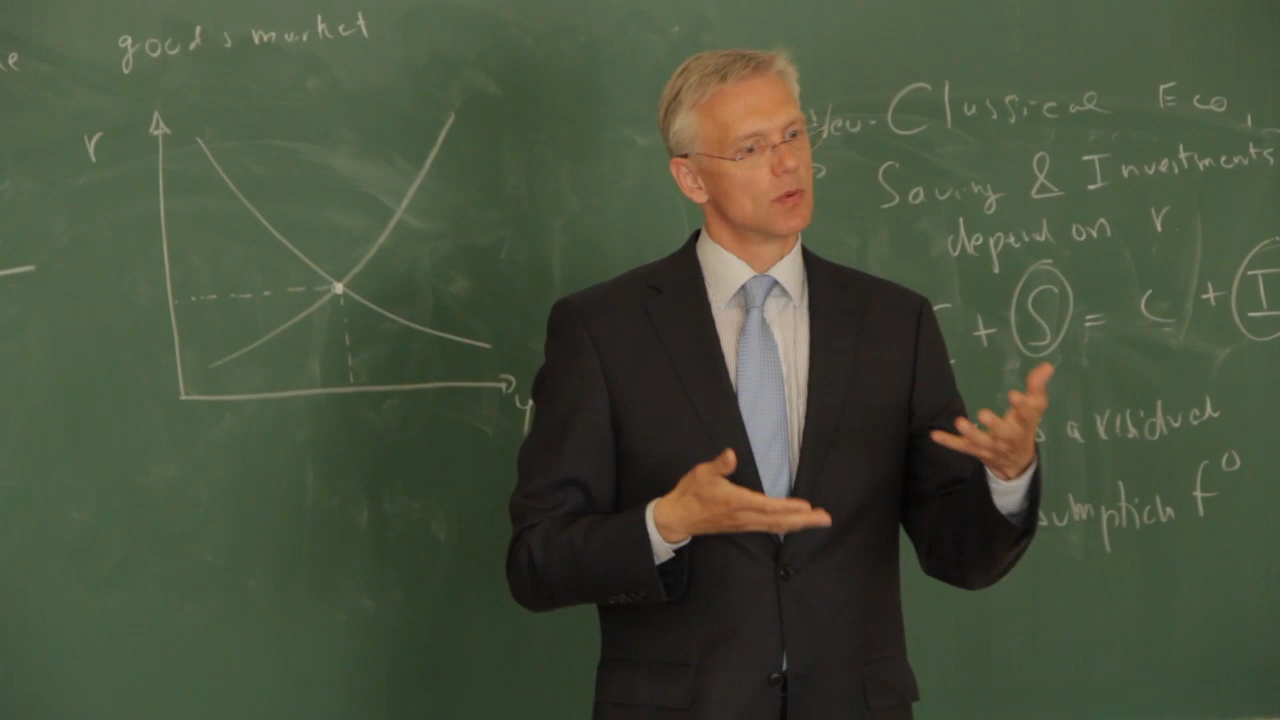 goods market
r
y
Classical Eco,
Saving & Investments
depend on r
+ S = C + I
a residual
f